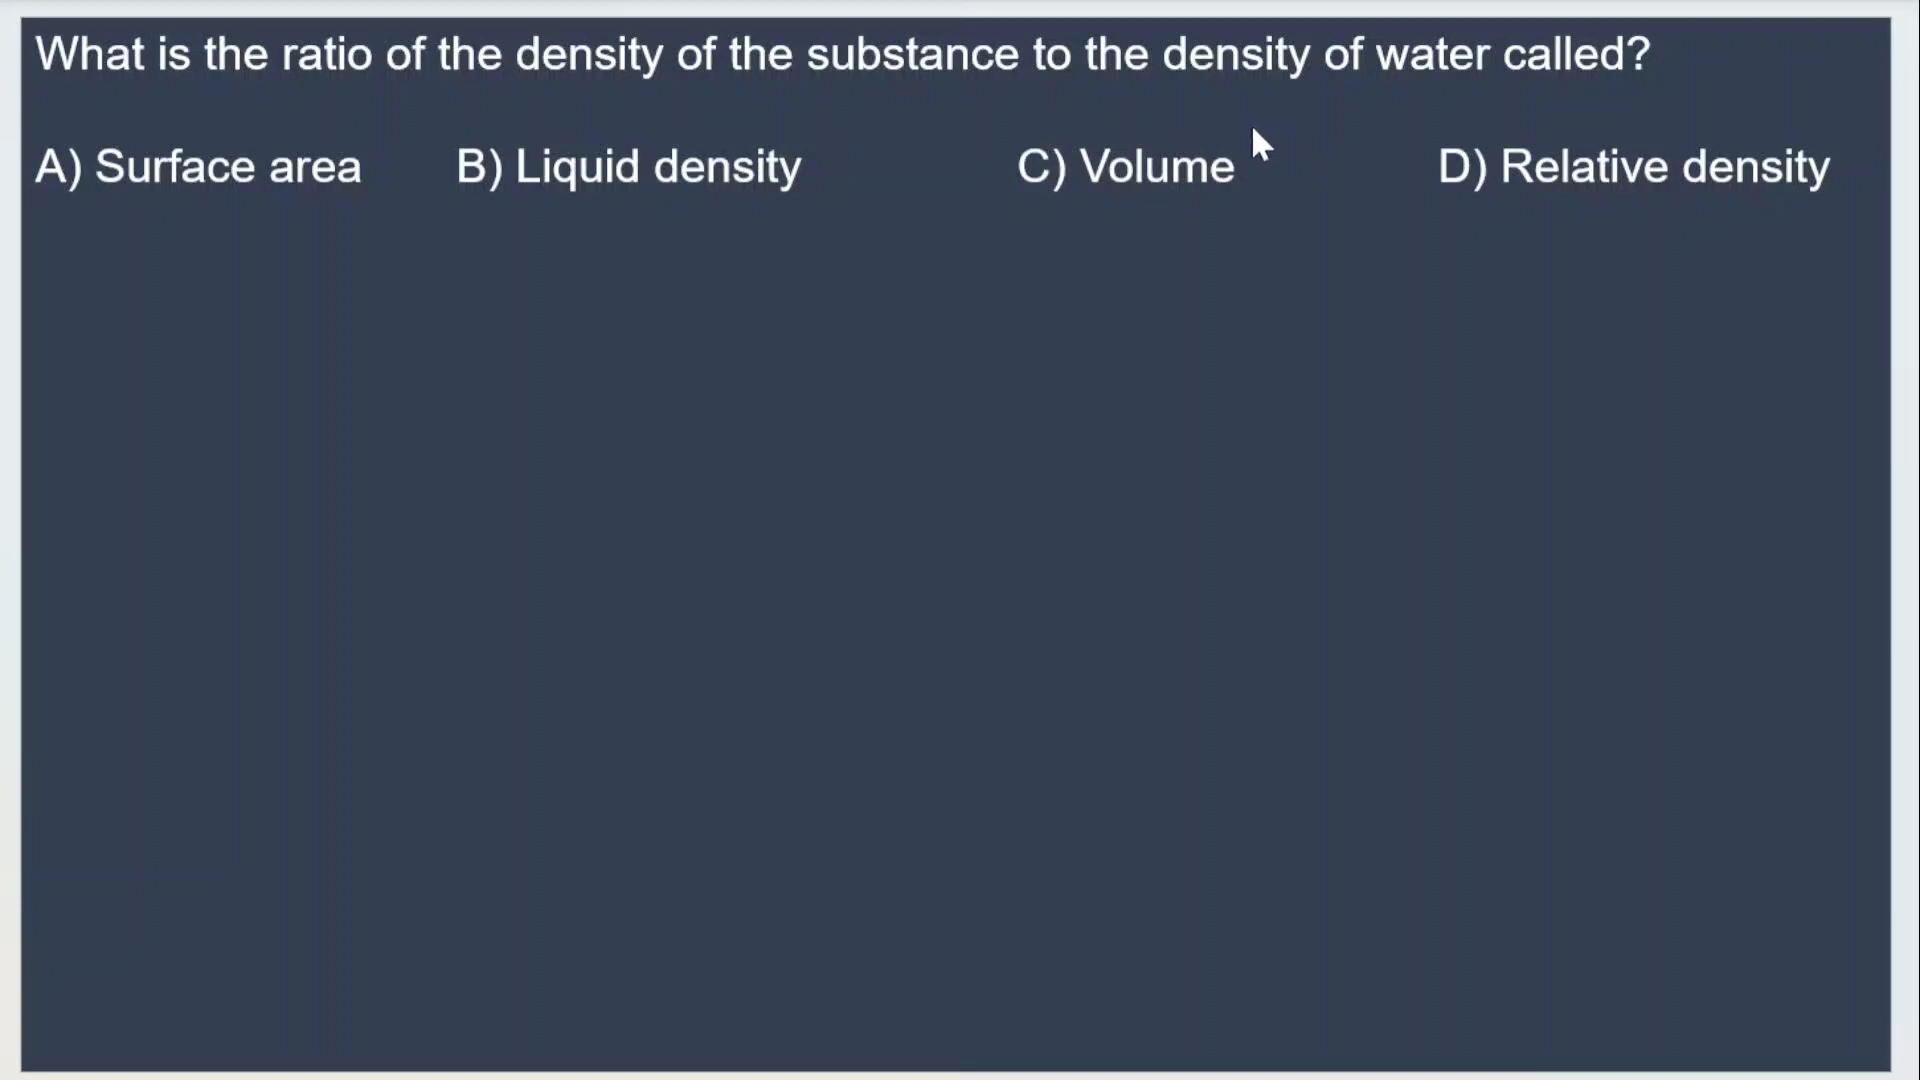 What is the ratio of the density of the substance to the density of water called?
A) Surface area B) Liquid density C) Volume D) Relative density